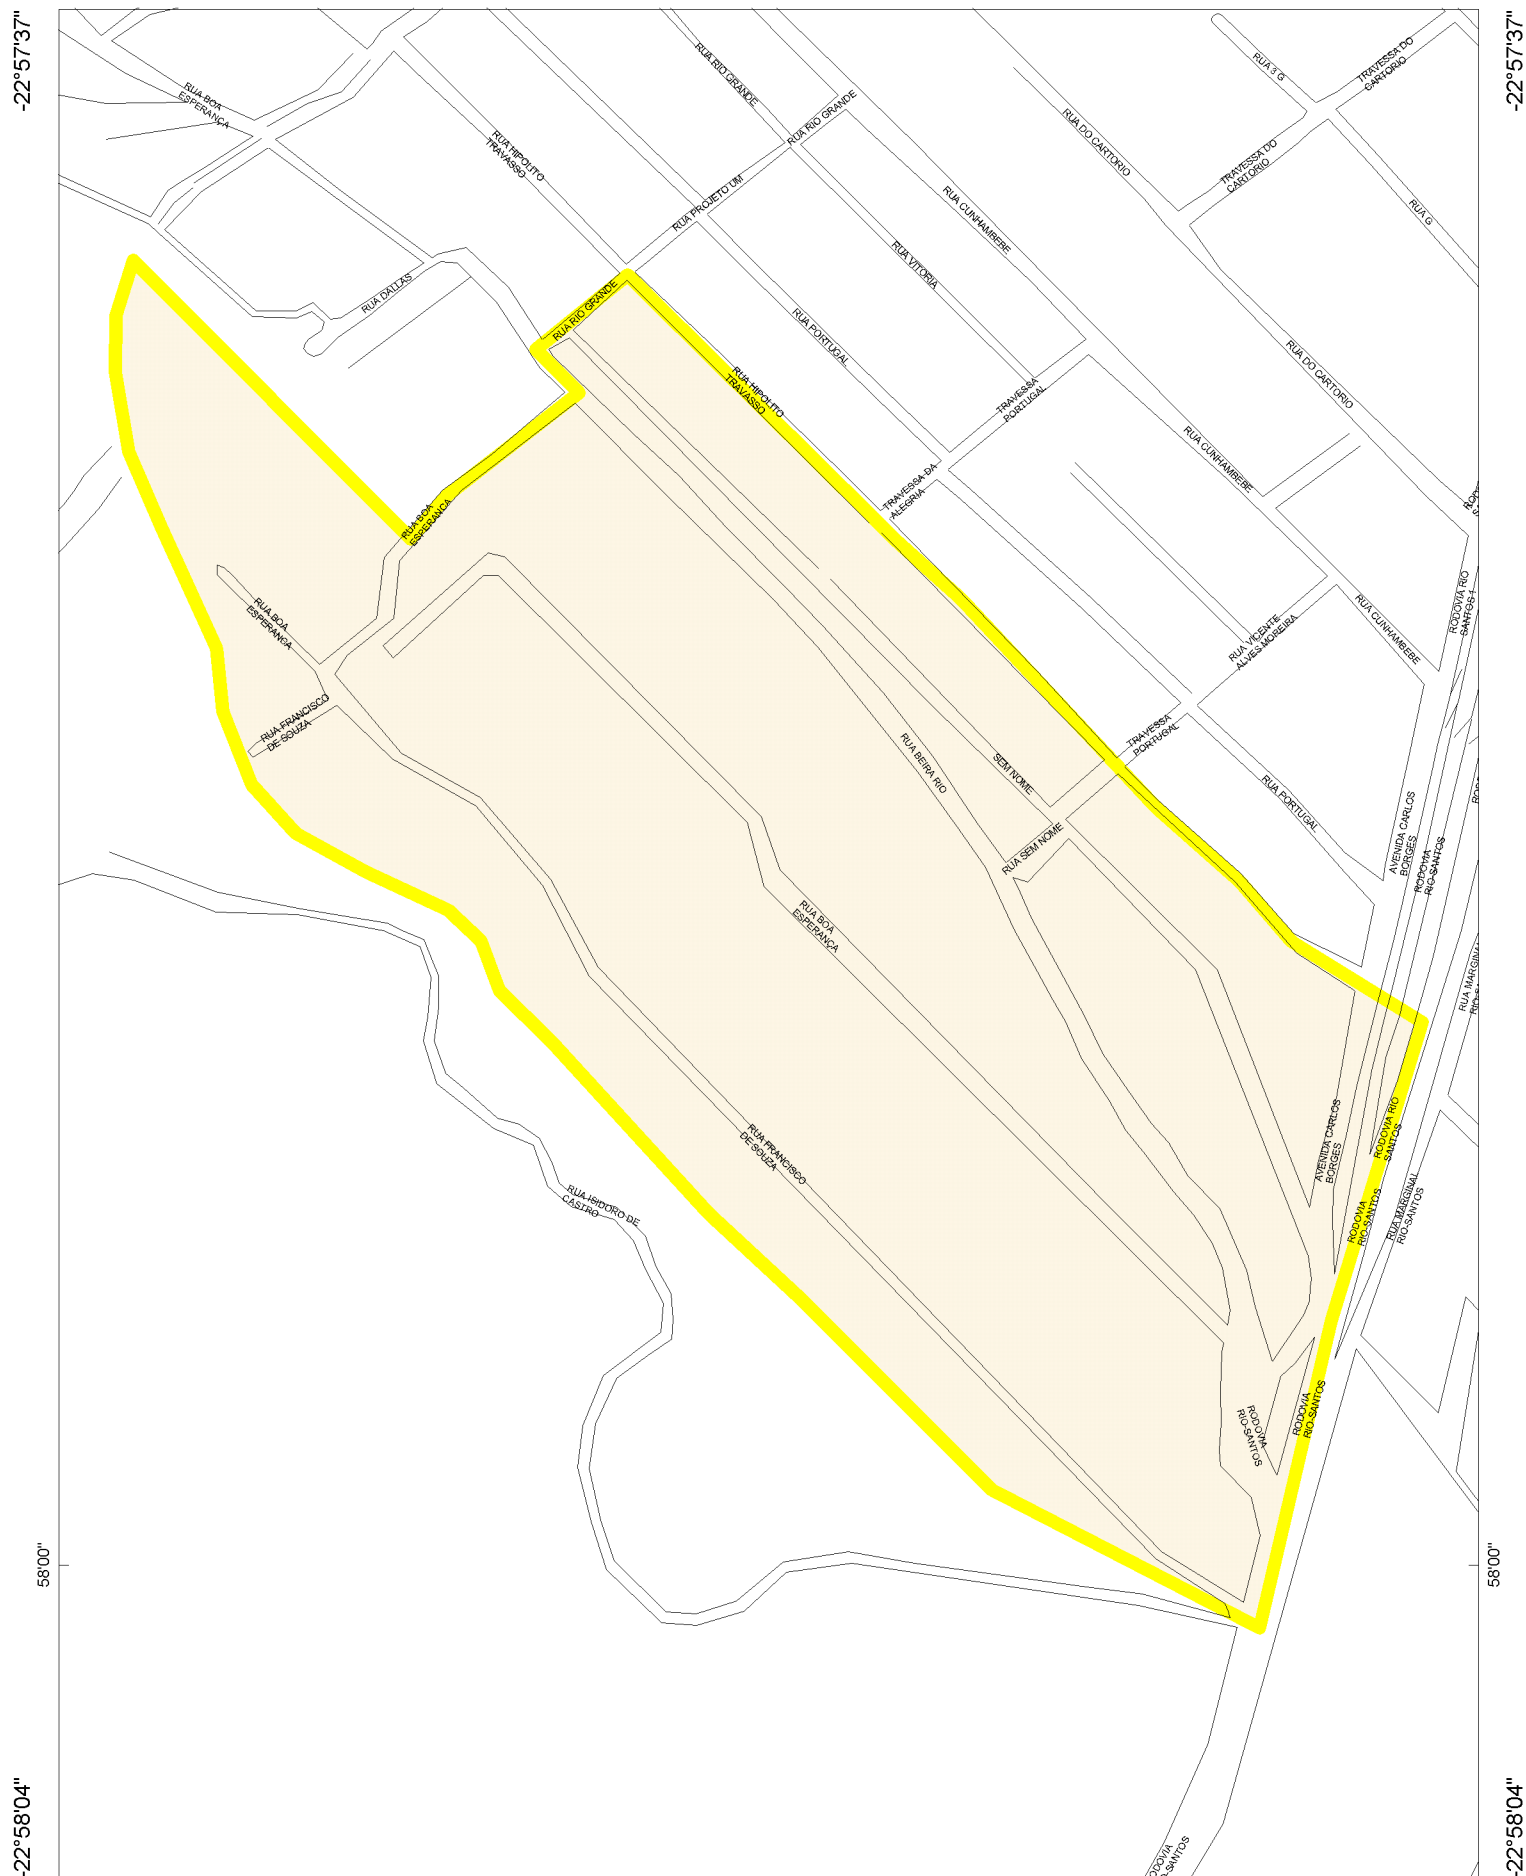 -22°57'37"
-22°57'37"
RUA BOA
ESPERANÇA
RUA HIPOLITO
TRAVASSO
RUA RIO GRANDE
RUA RIO GRANDE
RUA PROJETO UM
RUA 3 G
TRAVESSA DO
CARTORIO
RUA DO CARTORIO
TRAVESSA DO
CARTORIO
RUA G
RUA CUNHAMBEBE
RUA VITORIA
RUA DALLAS
RUA RIO GRANDE
RUA PORTUGAL
RUA HIPOLITO
TRAVASSO
TRAVESSA
PORTUGAL
RUA DO CARTORIO
RUA CUNHAMBEBE
TRAVESSA DA
ALEGRIA
RUA BOA
ESPERANCA
RUA BOA
ESPERANCA
RUA VICENTE
ALVES MOREIRA
RUA CUNHAMBEBE
RODOVIA RIO
SANTOS
RUA FRANCISCO
DE SOUZA
RUA BEIRA RIO
SEM NOME
TRAVESSA
PORTUGAL
RUA PORTUGAL
RUA SEM NOME
AVENIDA CARLOS
BORGES
RODOVIA
RIO-SANTOS
RUA BOA
ESPERANÇA
RUA MARGINAL
RUA FRANCISCO
DE SOUZA
AVENIDA CARLOS
BORGES
RODOVIA RIO
SANTOS
RUA ISIDORO DE
CASTRO
RODOVIA
RIO-SANTOS
RUA MARGINAL
RIO-SANTOS
RODOVIA
RIO-SANTOS
RODOVIA
RIO-SANTOS
58'00"
58'00"
-22°58'04"
-22°58'04"